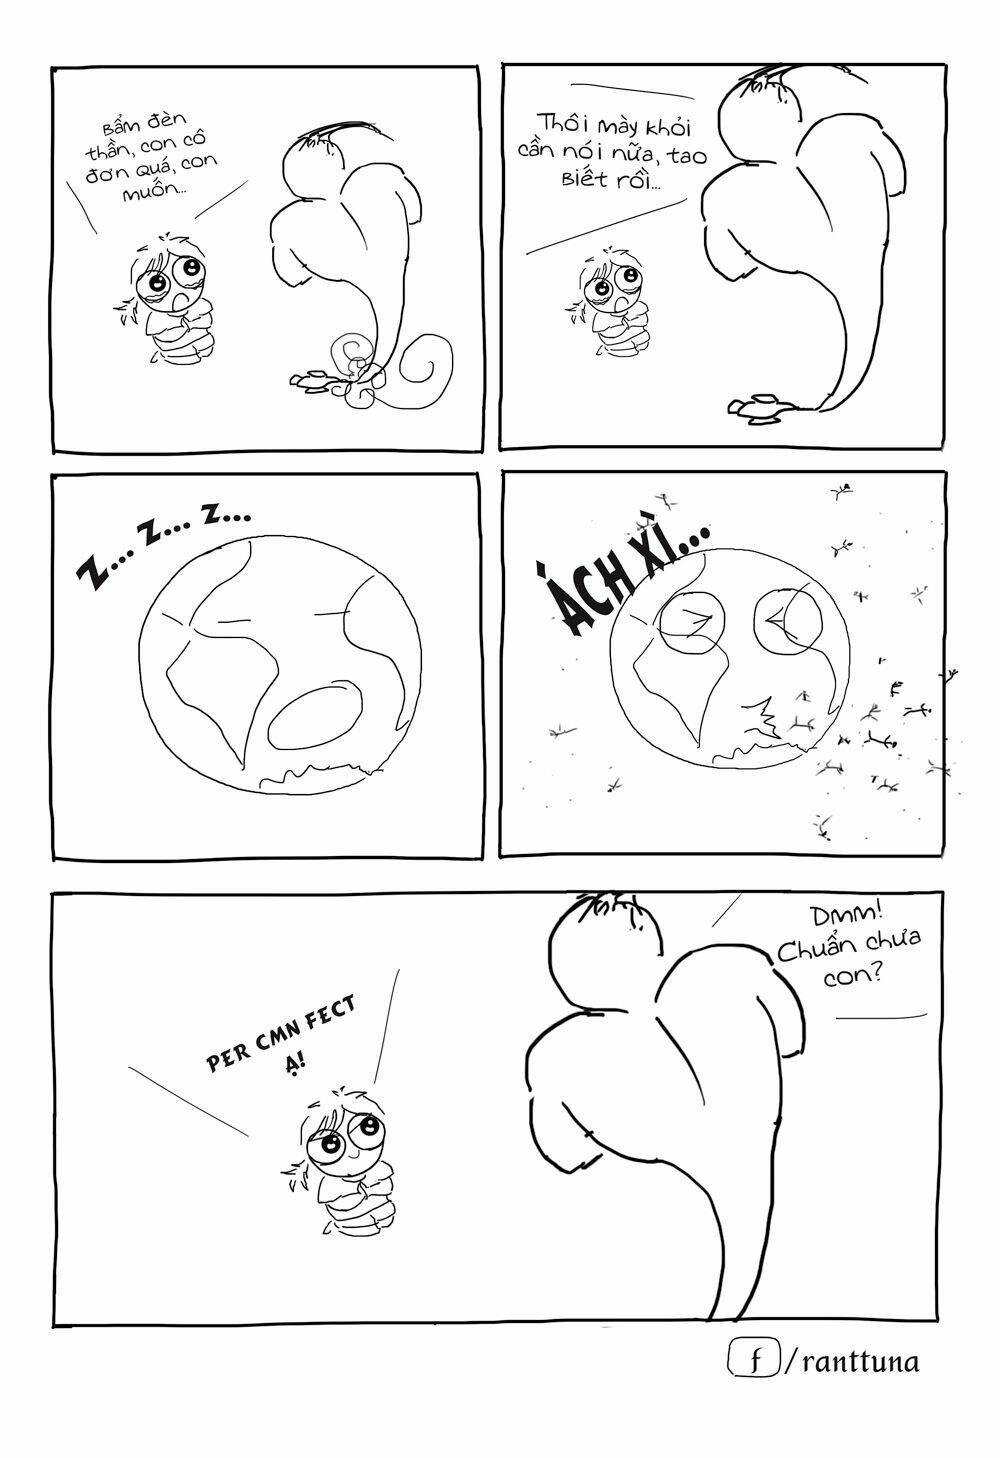 Bẩm đèn
thần, con cô
đơn quá, con
muốn...
Thôi mày khỏi
cần nói nữa, tao
biết rồi...
Z... Z... Z...
ÁCH XÌ...
Dmm!
Chuẩn chưa
con?
PER CMN FECT
Ạ!
f/ranttuna